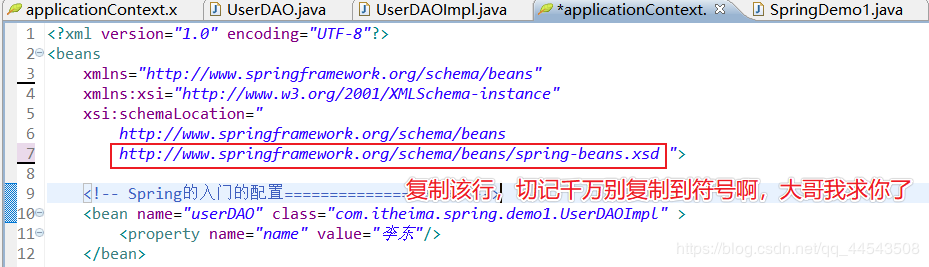 applicationContext.x UserDAO.java UserDAOImpl.java *applicationContext. SpringDemo1.java
1 <?xml version="1.0" encoding="UTF-8"?>
2 <beans
3 xmlns="http://www.springframework.org/schema/beans"
4 xmlns:xsi="http://www.w3.org/2001/XMLSchema-instance"
5 xsi:schemaLocation="
6 http://www.springframework.org/schema/beans
7 http://www.springframework.org/schema/beans/spring-beans.xsd ">
8
9 <!-- Spring的入门的配置======================== 复制该行，切记千万别复制到符号啊，大哥我求你了
10 <bean name="userDAO" class="com.itheima.spring.demo1.UserDAOImpl" >
11 <property name="name" value="李东"/>
12 </bean>
https://blog.csdn.net/qq_44543508